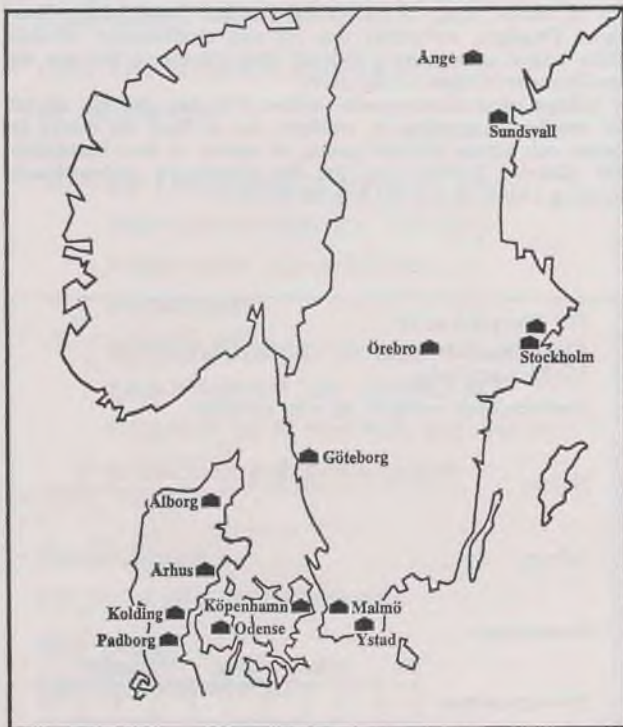 Ånge
Sundsvall
Örebro
Stockholm
Göteborg
Ålborg
Århus
Kolding
Köpenhamn
Malmö
Padborg
Odense
Ystad